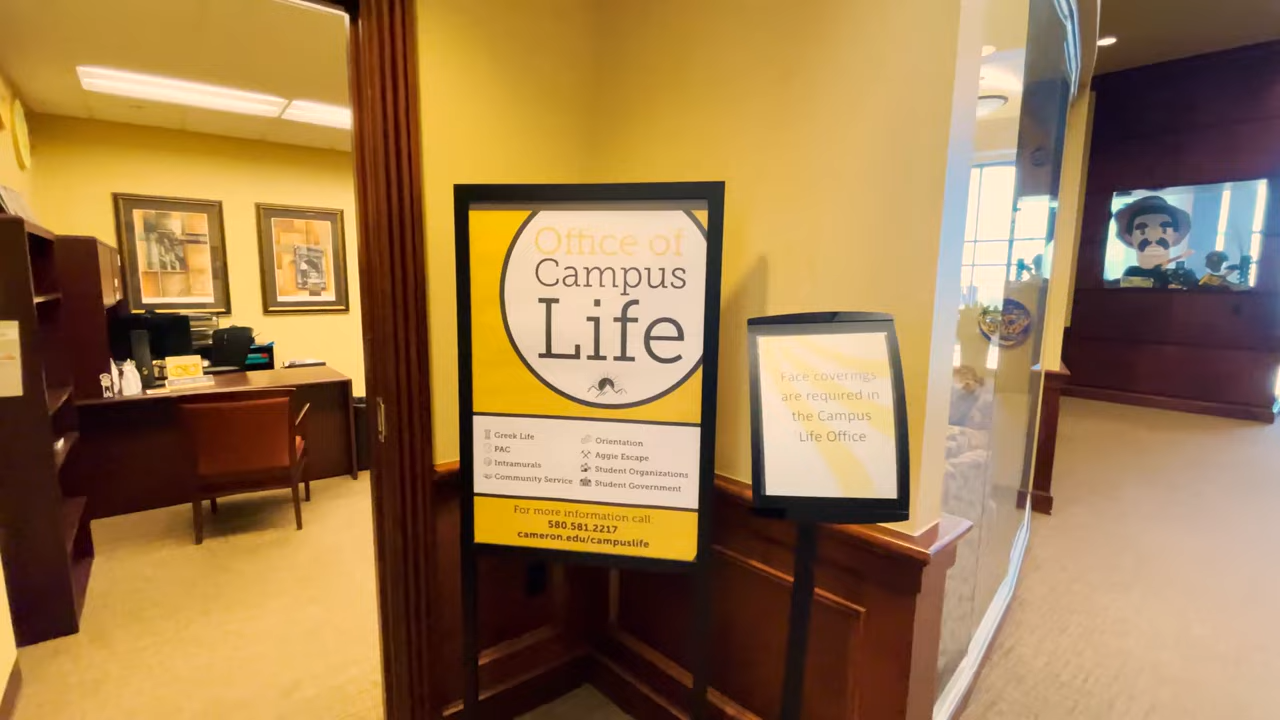 Office of
Campus
Life
Greek Life
PAC
Intramurals
Community Service
Orientation
Aggie Escape
Student Organizations
Student Government
For more information call:
580.581.2217
cameron.edu/campuslife
Face coverings
are required in
the Campus
Life Office